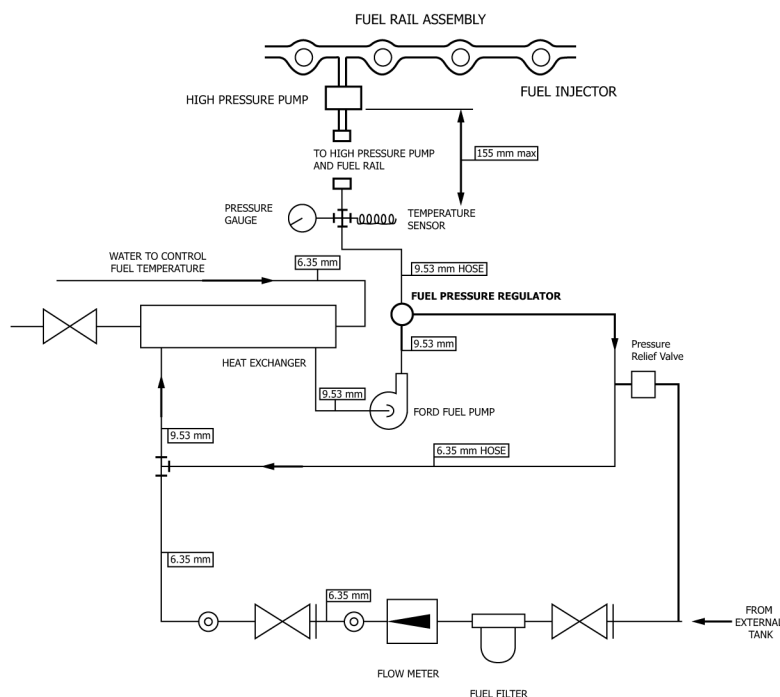 FUEL RAIL ASSEMBLY
FUEL INJECTOR
HIGH PRESSURE PUMP
155 mm max
TO HIGH PRESSURE PUMP
AND FUEL RAIL
PRESSURE
GAUGE
TEMPERATURE
SENSOR
WATER TO CONTROL
FUEL TEMPERATURE
6.35 mm
9.53 mm HOSE
FUEL PRESSURE REGULATOR
9.53 mm
Pressure
Relief Valve
HEAT EXCHANGER
9.53 mm
FORD FUEL PUMP
9.53 mm
6.35 mm HOSE
6.35 mm
6.35 mm
FROM
EXTERNAL
TANK
FLOW METER
FUEL FILTER